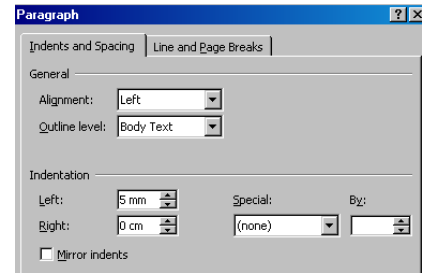 Paragraph
Indents and Spacing Line and Page Breaks
General
Alignment: Left
Outline level: Body Text
Indentation
Left: 5 mm Special: By:
Right: 0 cm (none)
Mirror indents